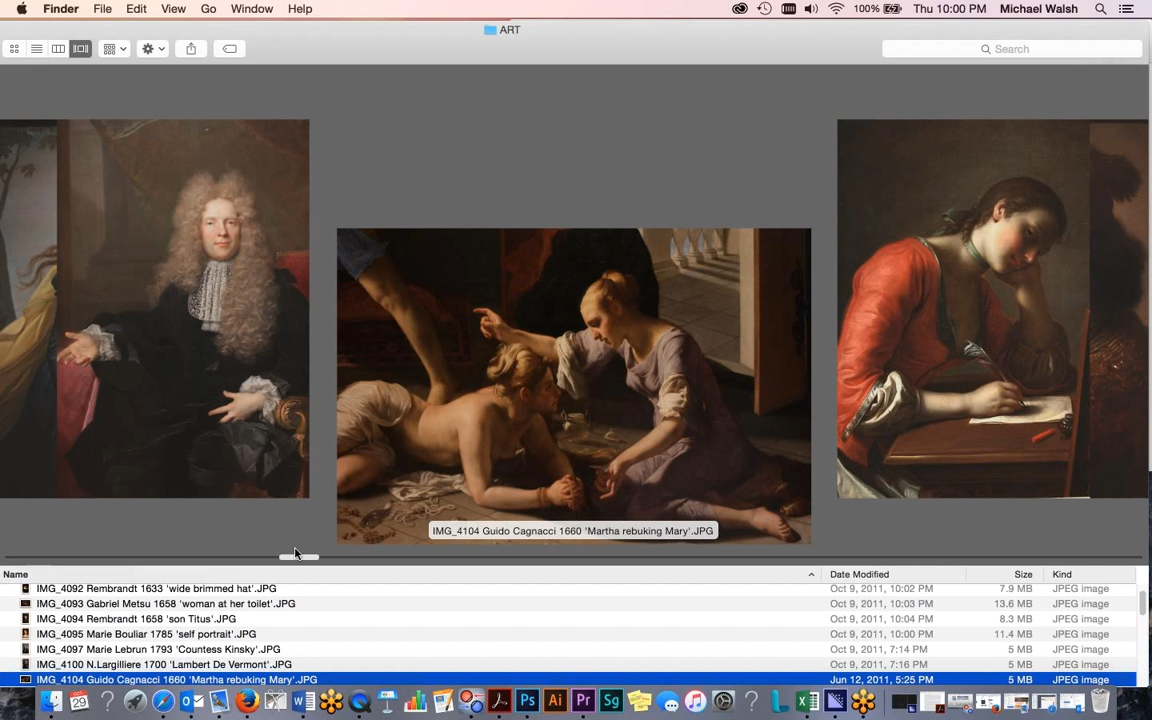 Finder File Edit View Go Window Help 100% Thu 10:00 PM Michael Walsh
ART
Search
IMG_4104 Guido Cagnacci 1660 'Martha rebuking Mary'.JPG
Name Date Modified Size Kind
IMG_4092 Rembrandt 1633 'wide brimmed hat'.JPG Oct 9, 2011, 10:02 PM 7.9 MB JPEG image
IMG_4093 Gabriel Metsu 1658 'woman at her toilet'.JPG Oct 9, 2011, 10:03 PM 13.6 MB JPEG image
IMG_4094 Rembrandt 1658 'son Titus'.JPG Oct 9, 2011, 10:04 PM 8.3 MB JPEG image
IMG_4095 Marie Bouliar 1785 'self portrait'.JPG Oct 9, 2011, 10:00 PM 11.4 MB JPEG image
IMG_4097 Marie Lebrun 1793 'Countess Kinsky'.JPG Oct 9, 2011, 7:14 PM 5 MB JPEG image
IMG_4100 N.Largilliere 1700 'Lambert De Vermont'.JPG Oct 9, 2011, 7:16 PM 5 MB JPEG image
IMG_4104 Guido Cagnacci 1660 'Martha rebuking Mary'.JPG Jun 12, 2011, 5:25 PM 5 MB JPEG image
29 ? W Ps Ai Pr Sg ? L X